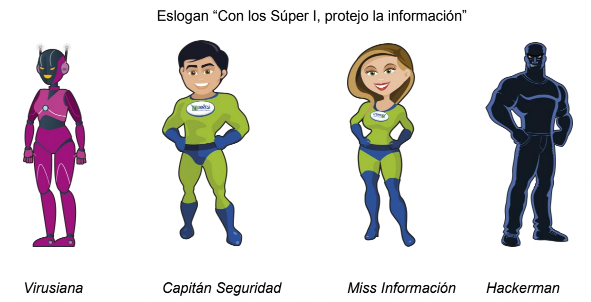 Eslogan “Con los Súper I, protejo la información”
Virusiana
Capitán Seguridad
Miss Información
Hackerman